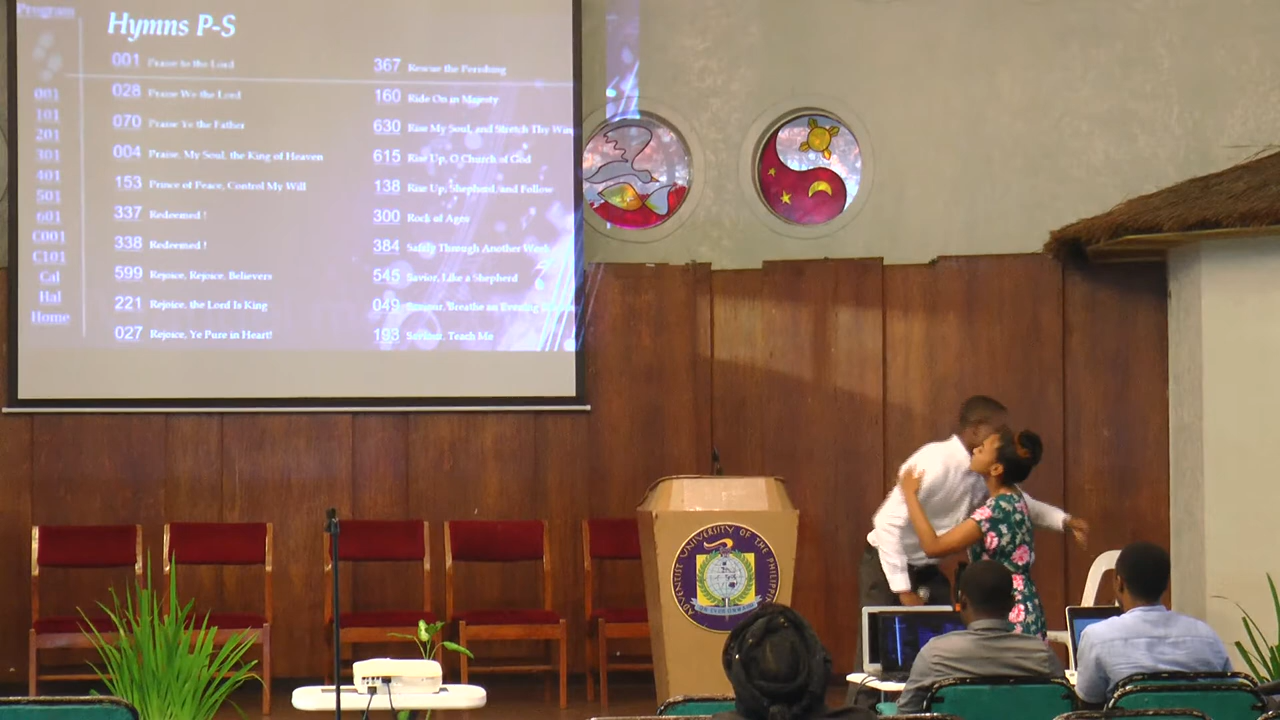 Program
Hymns P-S
001 Praise to the Lord
028 Praise We the Lord
070 Praise Ye the Father
004 Praise, My Soul, the King of Heaven
153 Prince of Peace, Control My Will
337 Redeemed !
338 Redeemed !
599 Rejoice, Rejoice, Believers
221 Rejoice, the Lord Is King
027 Rejoice, Ye Pure in Heart!
367 Rescue the Perishing
160 Ride On in Majesty
630 Rise My Soul, and Stretch Thy
615 Rise Up, O Church of God
138 Rise Up, Shepherd, and Follow
300 Rock of Ages
384 Safely Through Another Week
545 Savior, Like a Shepherd
049 Saviour, Breathe an Evening
193 Saviour, Teach Me
001
101
201
301
401
501
601
C001
C101
Cal
Hal
Home
ADVENTIST UNIVERSITY OF THE PHILIPPINES